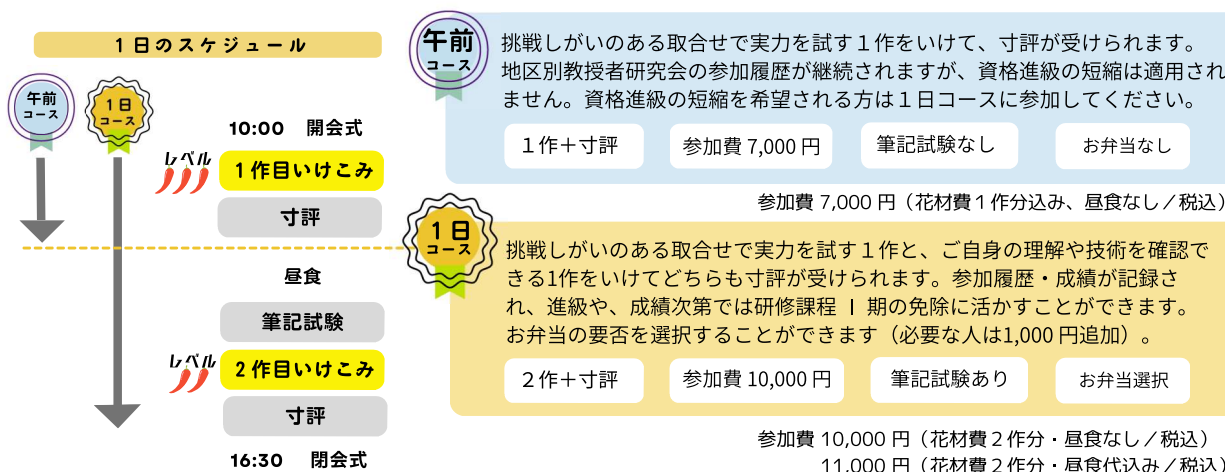 1日のスケジュール
午前
コース
1日
コース
10:00 開会式
レベル
1作目いけこみ
寸評
昼食
筆記試験
レベル
2作目いけこみ
寸評
16:30 閉会式
午前
コース
挑戦しがいのある取合せで実力を試す1作をいけて、寸評が受けられます。
地区別教授者研究会の参加履歴が継続されますが、資格進級の短縮は適用され
ません。資格進級の短縮を希望される方は1日コースに参加してください。
1作+寸評
参加費 7,000 円
筆記試験なし
お弁当なし
参加費 7,000 円（花材費1作分込み、昼食なし／税込）
1日
コース
挑戦しがいのある取合せで実力を試す1作と、ご自身の理解や技術を確認で
きる1作をいけてどちらも寸評が受けられます。参加履歴・成績が記録さ
れ、進級や、成績次第では研修課程 Ⅰ 期の免除に活かすことができます。
お弁当の要否を選択することができます（必要な人は1,000 円追加）。
2作+寸評
参加費 10,000 円
筆記試験あり
お弁当選択
参加費 10,000 円（花材費2作分・昼食なし／税込）
11,000 円（花材費2作分・昼食代込み／税込）